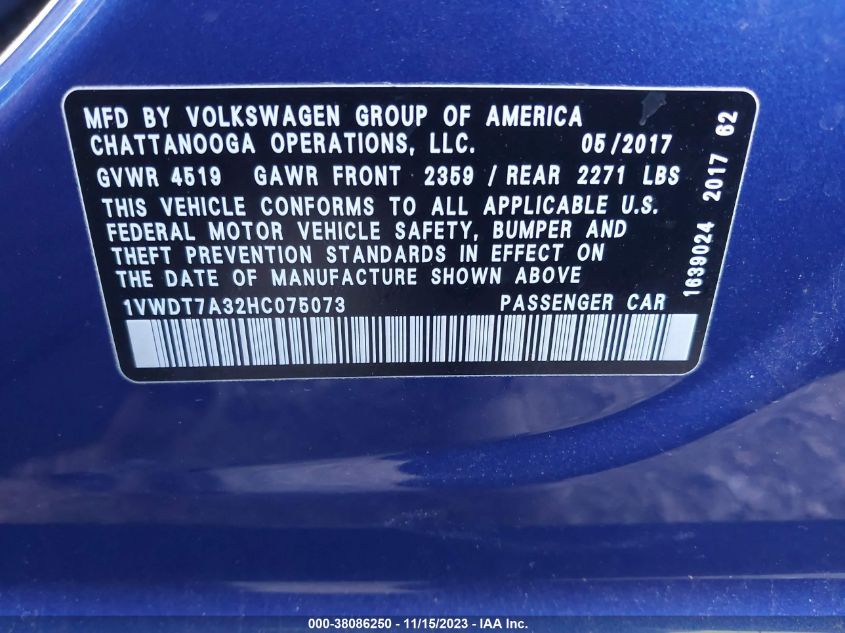 MFD BY VOLKSWAGEN GROUP OF AMERICA
CHATTANOOGA OPERATIONS, LLC. 05/2017
GVWR 4519 GAWR FRONT 2359 / REAR 2271 LBS
THIS VEHICLE CONFORMS TO ALL APPLICABLE U.S.
FEDERAL MOTOR VEHICLE SAFETY, BUMPER AND
THEFT PREVENTION STANDARDS IN EFFECT ON
THE DATE OF MANUFACTURE SHOWN ABOVE
1VWDT7A32HC075073 PASSENGER CAR
1639024 2017 62
000-38086250 - 11/15/2023 - IAA Inc.